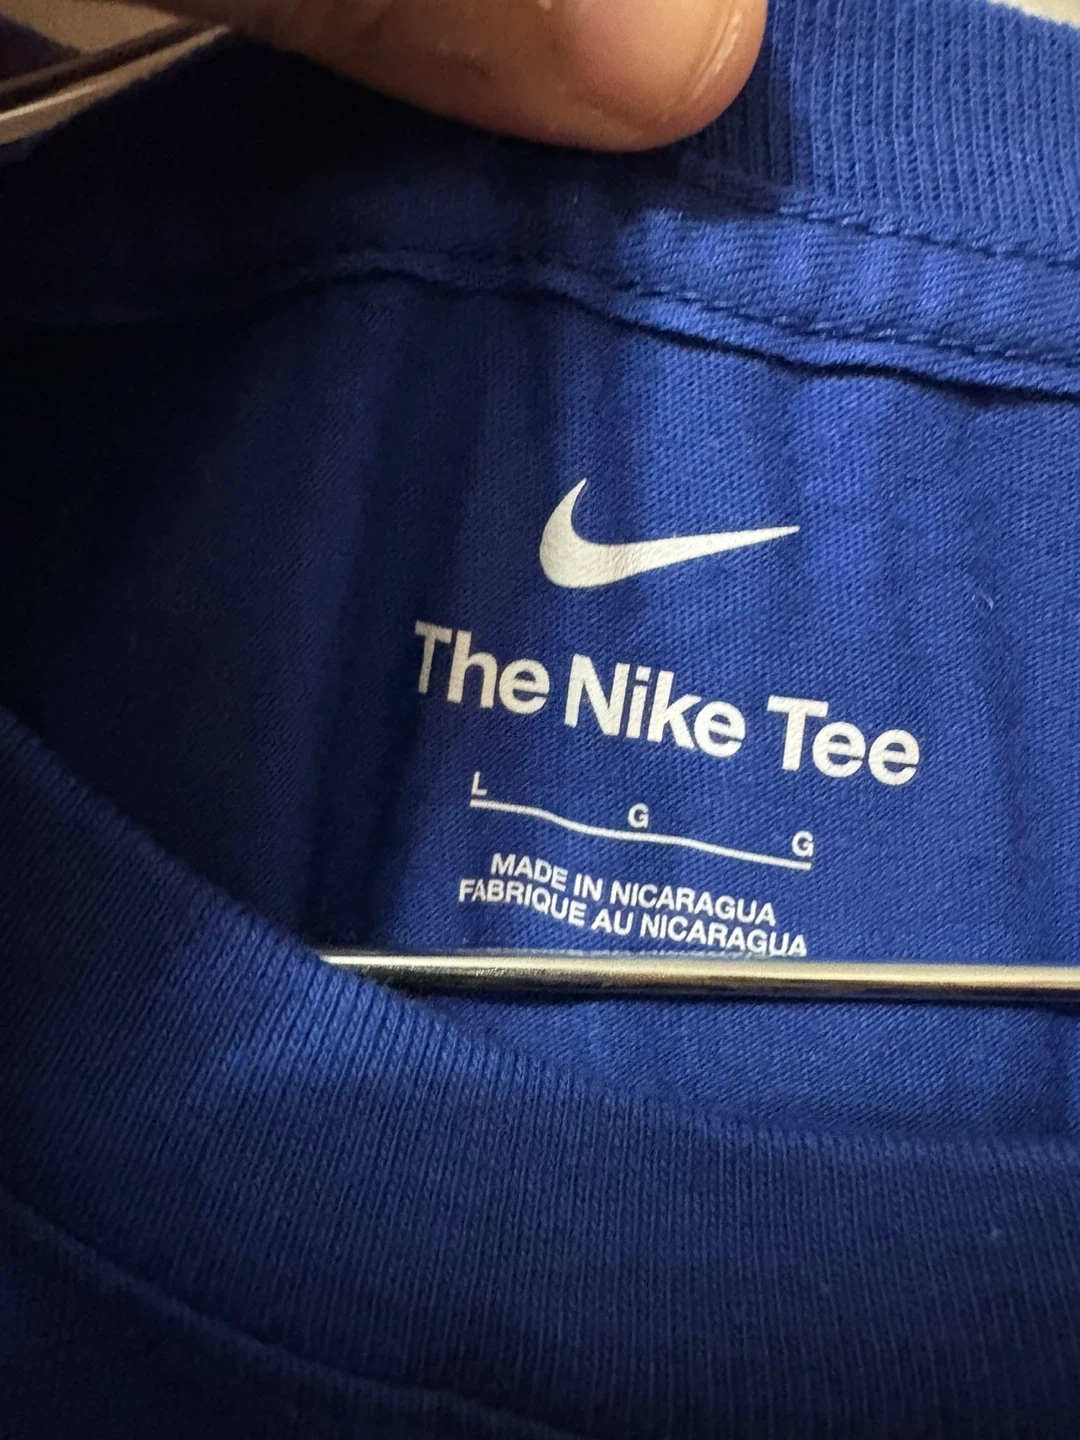 The Nike Tee
L G G
MADE IN NICARAGUA
FABRIQUE AU NICARAGUA